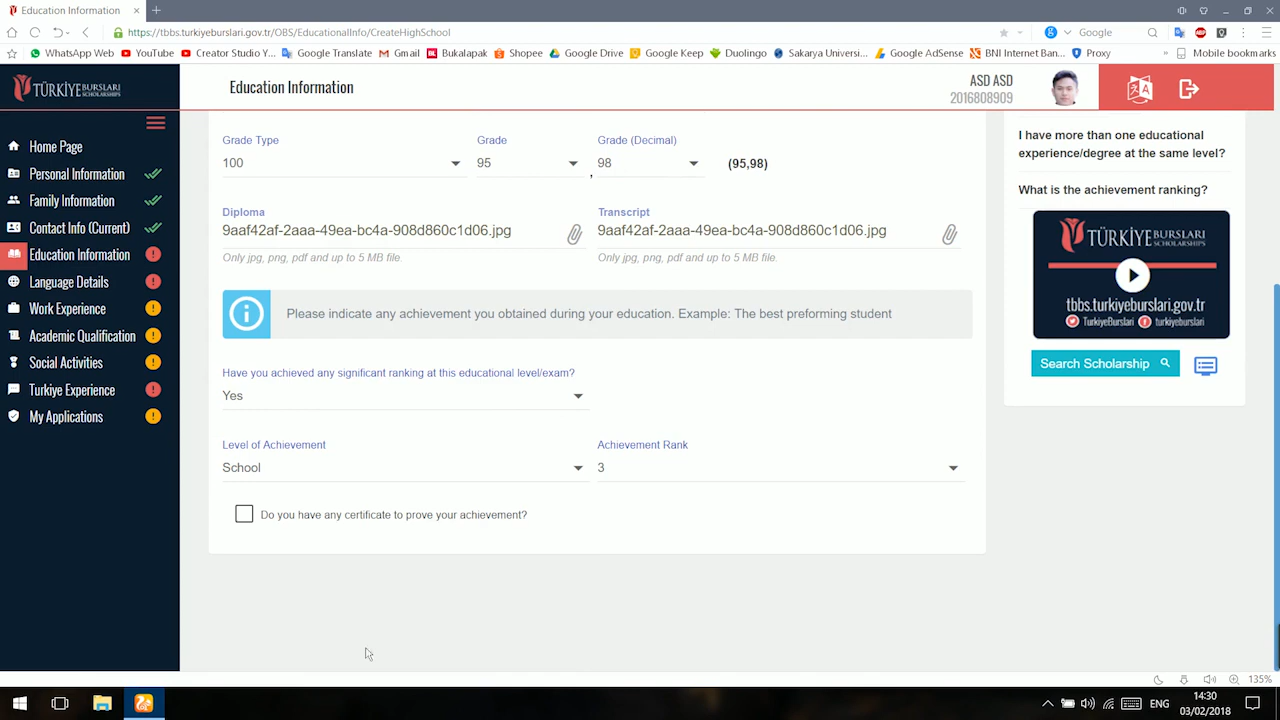 Education Information
https://tbbs.turkiyeburslari.gov.tr/OBS/EducationalInfo/CreateHighSchool
Google
WhatsApp Web
YouTube
Creator Studio Y...
Google Translate
Gmail
Bukalapak
Shopee
Google Drive
Google Keep
Duolingo
Sakarya Universi...
Google AdSense
BNI Internet Ban...
Proxy
» Mobile bookmarks
TÜRKİYE BURSLARI
SCHOLARSHIPS
Education Information
ASD ASD
2016808909
Home Page
Personal Information
Family Information
Contact Info (Current)
Education Information
Language Details
Work Experience
Academic Qualification
Social Activities
Turkiye Experience
My Applications
Grade Type
Grade
Grade (Decimal)
100
95
,
98
(95,98)
Diploma
Transcript
9aaf42af-2aaa-49ea-bc4a-908d860c1d06.jpg
9aaf42af-2aaa-49ea-bc4a-908d860c1d06.jpg
Only jpg, png, pdf and up to 5 MB file.
Only jpg, png, pdf and up to 5 MB file.
Please indicate any achievement you obtained during your education. Example: The best preforming student
Have you achieved any significant ranking at this educational level/exam?
Yes
Level of Achievement
Achievement Rank
School
3
Do you have any certificate to prove your achievement?
I have more than one educational
experience/degree at the same level?
What is the achievement ranking?
TÜRKİYE BURSLARI
SCHOLARSHIPS
tbbs.turkiyeburslari.gov.tr
TurkiyeBurslari
turkiyeburslari
Search Scholarship
135%
ENG
14:30
03/02/2018